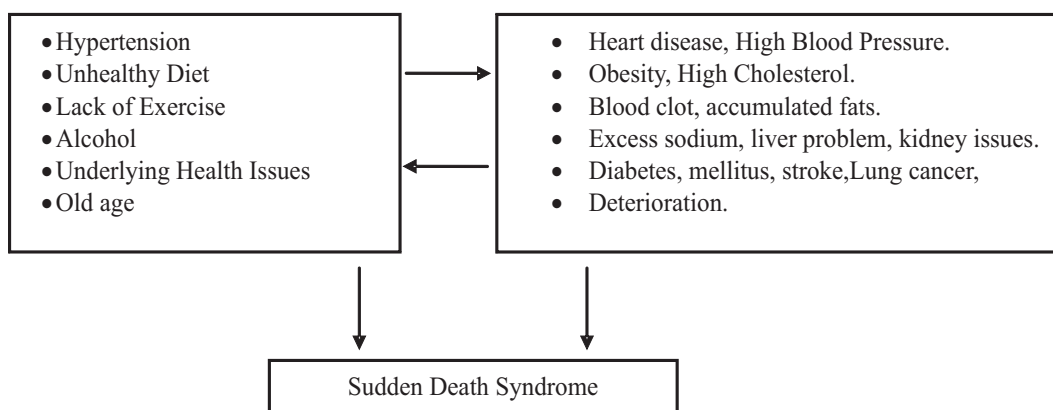 •Hypertension
•Unhealthy Diet
•Lack of Exercise
•Alcohol
•Underlying Health Issues
•Old age
• Heart disease, High Blood Pressure.
• Obesity, High Cholesterol.
• Blood clot, accumulated fats.
• Excess sodium, liver problem, kidney issues.
• Diabetes, mellitus, stroke,Lung cancer,
• Deterioration.
Sudden Death Syndrome